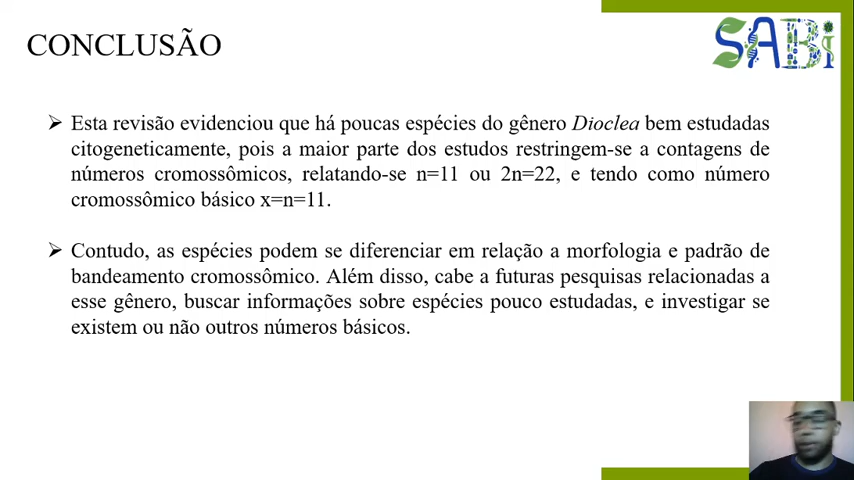 CONCLUSÃO
SABi
➢ Esta revisão evidenciou que há poucas espécies do gênero Dioclea bem estudadas
citogeneticamente, pois a maior parte dos estudos restringem-se a contagens de
números cromossômicos, relatando-se n=11 ou 2n=22, e tendo como número
cromossômico básico x=n=11.
➢ Contudo, as espécies podem se diferenciar em relação a morfologia e padrão de
bandeamento cromossômico. Além disso, cabe a futuras pesquisas relacionadas a
esse gênero, buscar informações sobre espécies pouco estudadas, e investigar se
existem ou não outros números básicos.